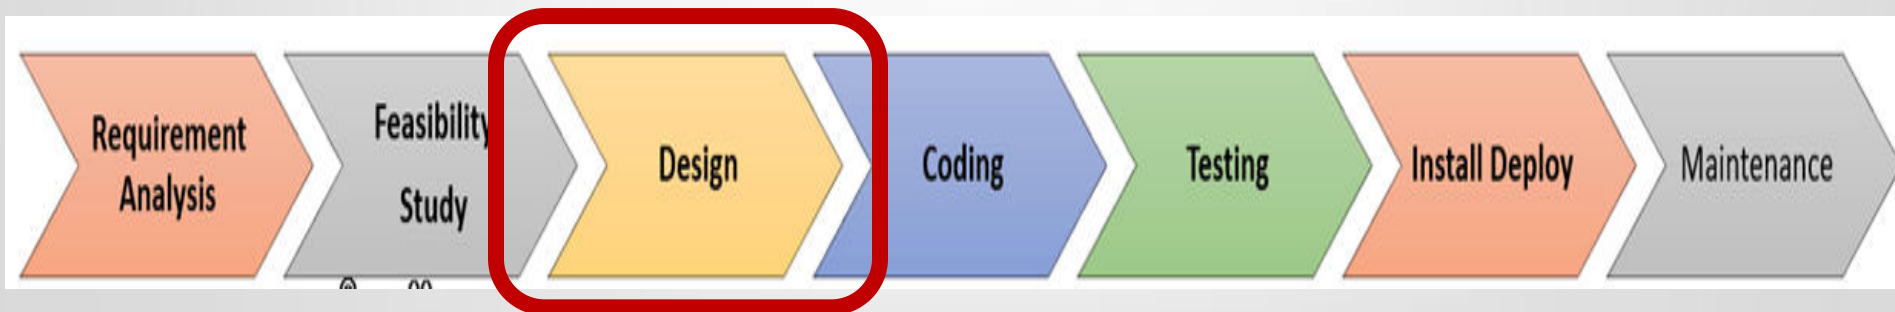 Requirement
Analysis
Feasibility
Study
Design
Coding
Testing
Install Deploy
Maintenance